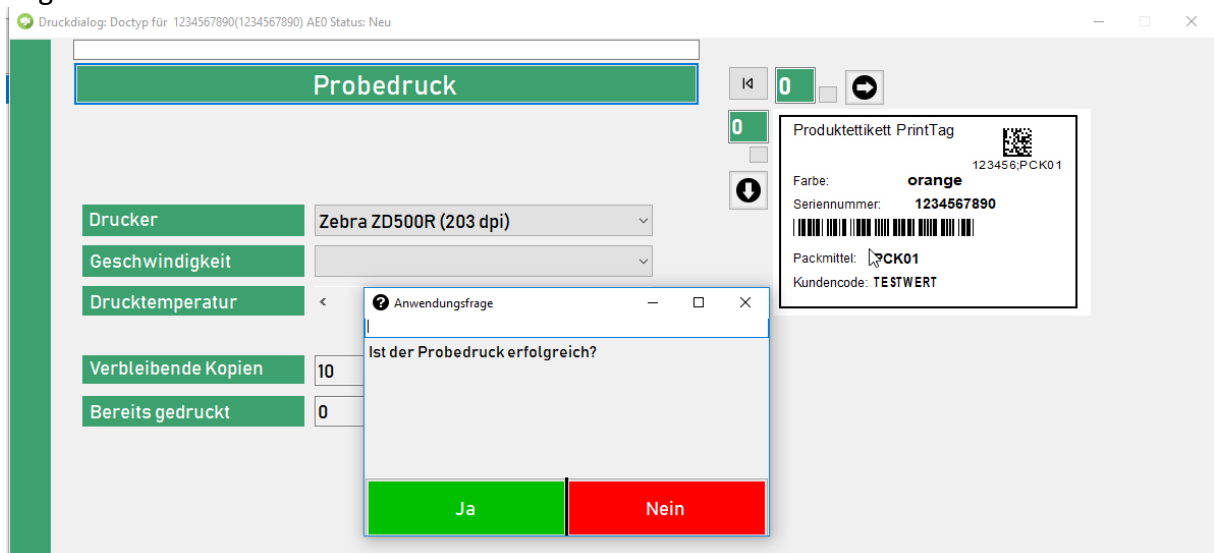 Druckdialog: Doctyp für 1234567890(1234567890) AE0 Status: Neu
Probedruck
0
0
Produktettikett PrintTag
123456;PCK01
Farbe: orange
Seriennummer: 1234567890
Packmittel: PCK01
Kundencode: TESTWERT
Drucker Zebra ZD500R (203 dpi)
Geschwindigkeit
Drucktemperatur <
Verbleibende Kopien 10
Bereits gedruckt 0
Anwendungsfrage
Ist der Probedruck erfolgreich?
Ja Nein